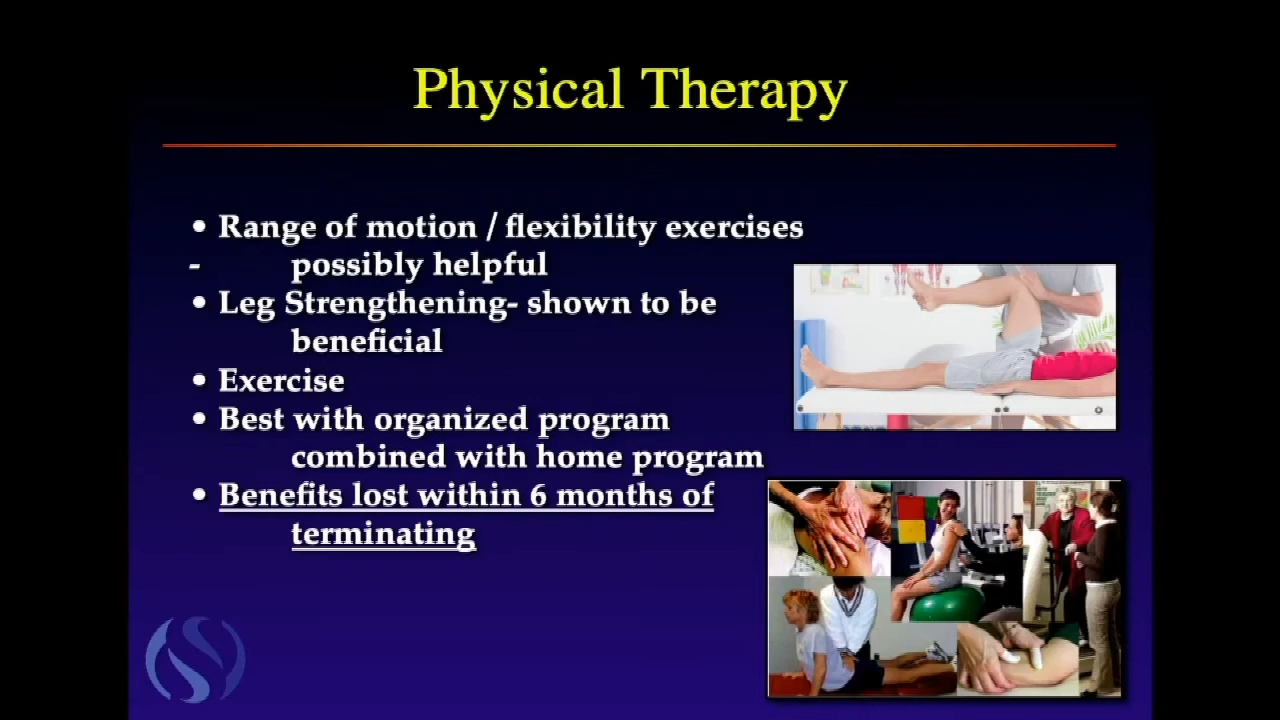 Physical Therapy
• Range of motion / flexibility exercises
- possibly helpful
• Leg Strengthening- shown to be
beneficial
• Exercise
• Best with organized program
combined with home program
• Benefits lost within 6 months of
terminating